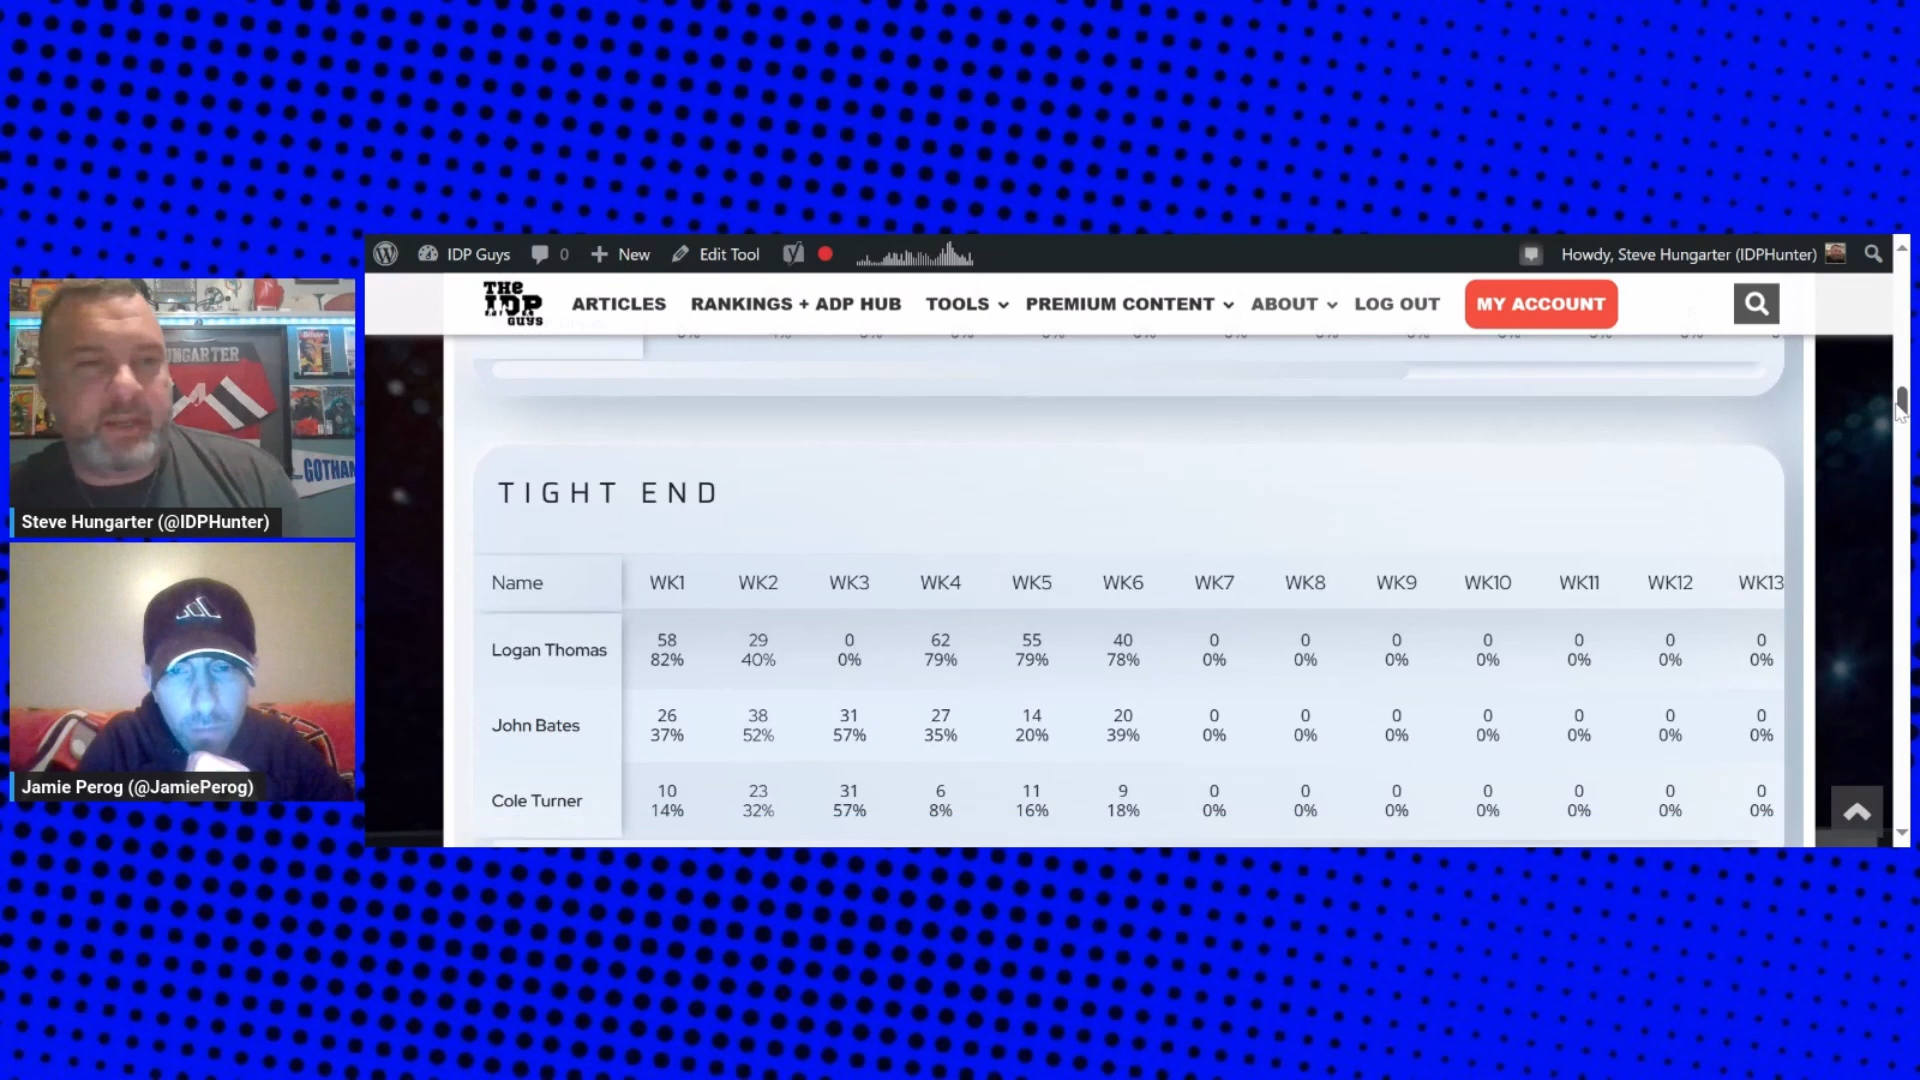 IDP Guys 0 New Edit Tool Howdy, Steve Hungarter (IDPHunter)
THE IDP GUYS
ARTICLES RANKINGS + ADP HUB TOOLS PREMIUM CONTENT ABOUT LOG OUT MY ACCOUNT
HUNGARTER
GOTHAM
Steve Hungarter (@IDPHunter)
Jamie Perog (@JamiePerog)
TIGHT END
Name WK1 WK2 WK3 WK4 WK5 WK6 WK7 WK8 WK9 WK10 WK11 WK12 WK13
58 29 0 62 55 40 0 0 0 0 0 0 0
Logan Thomas
82% 40% 0% 79% 79% 78% 0% 0% 0% 0% 0% 0% 0%
26 38 31 27 14 20 0 0 0 0 0 0 0
John Bates
37% 52% 57% 35% 20% 39% 0% 0% 0% 0% 0% 0% 0%
10 23 31 6 11 9 0 0 0 0 0 0 0
Cole Turner
14% 32% 57% 8% 16% 18% 0% 0% 0% 0% 0% 0% 0%